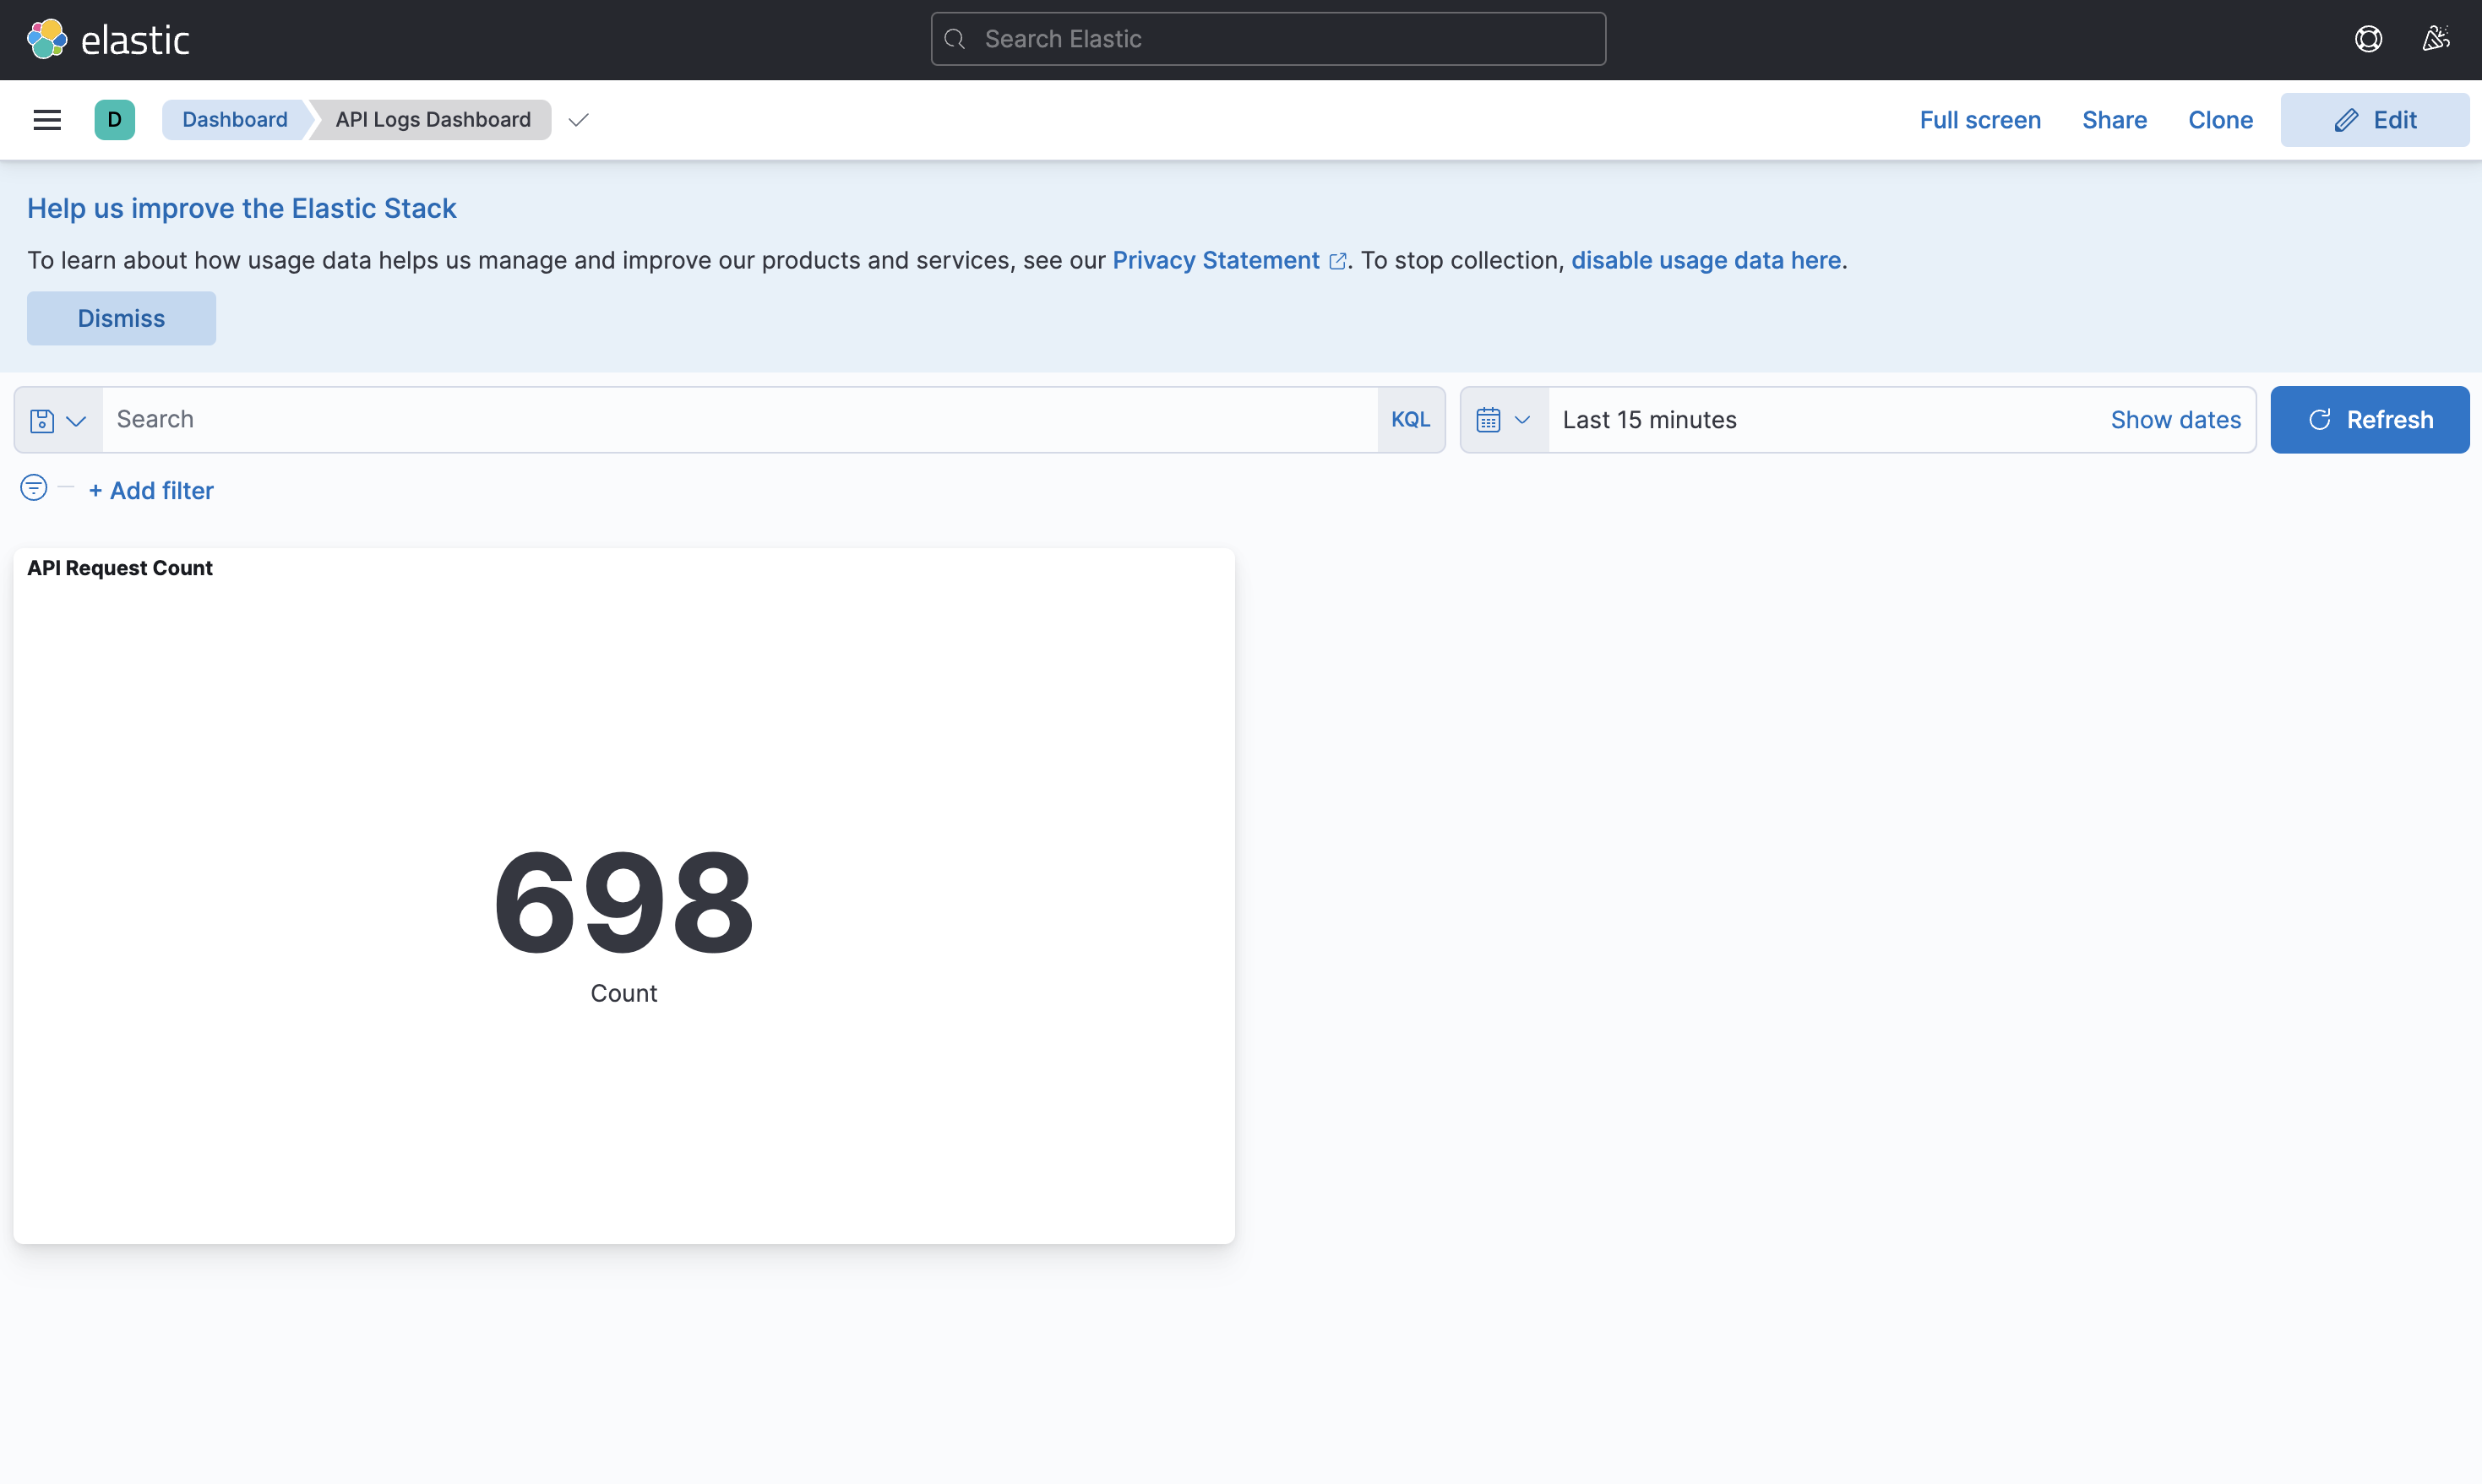 elastic
Search Elastic
D
Dashboard
API Logs Dashboard
Full screen
Share
Clone
Edit
Help us improve the Elastic Stack
To learn about how usage data helps us manage and improve our products and services, see our Privacy Statement. To stop collection, disable usage data here.
Dismiss
Search
KQL
Last 15 minutes
Show dates
Refresh
+ Add filter
API Request Count
698
Count